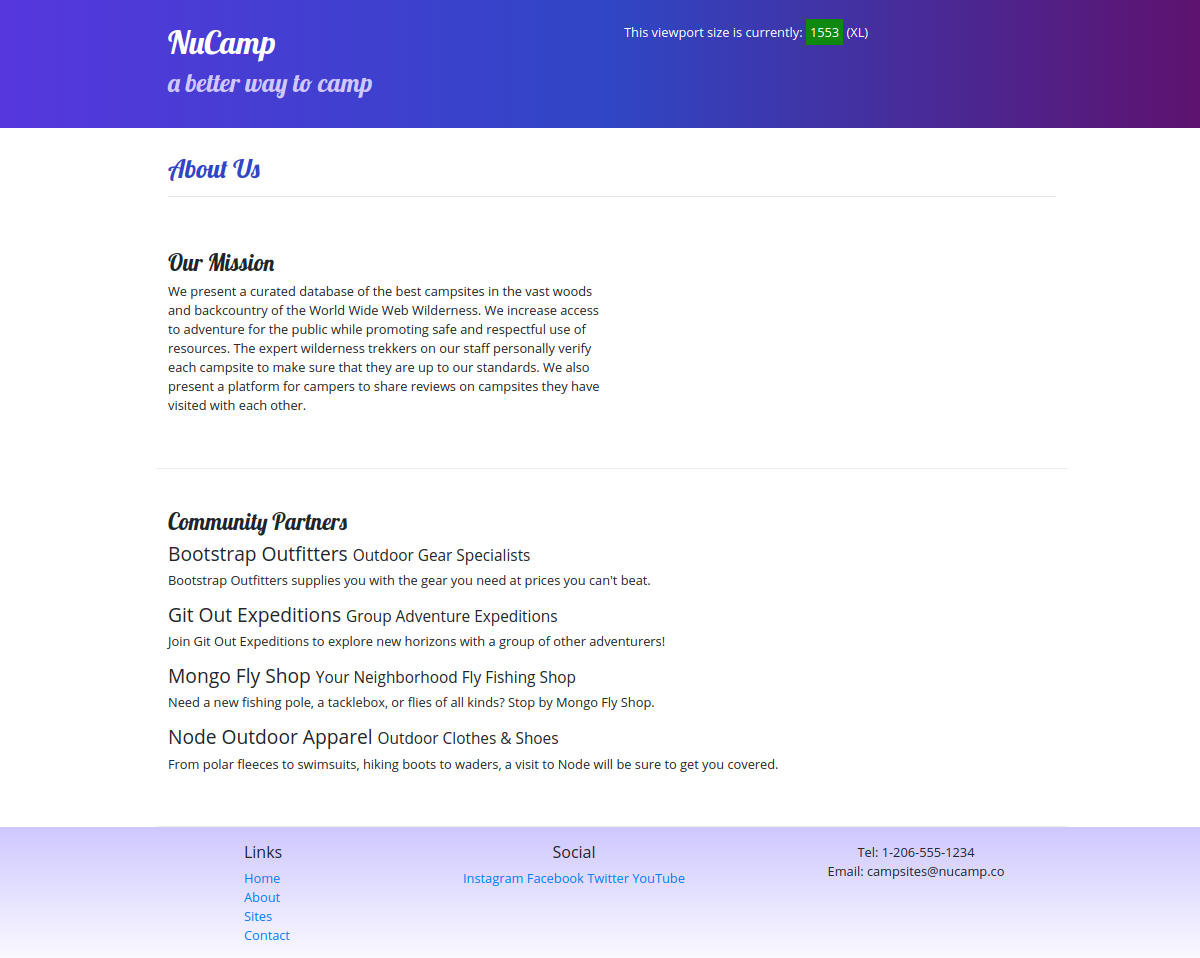 NuCamp
a better way to camp
This viewport size is currently: 1553 (XL)
About Us
Our Mission
We present a curated database of the best campsites in the vast woods
and backcountry of the World Wide Web Wilderness. We increase access
to adventure for the public while promoting safe and respectful use of
resources. The expert wilderness trekkers on our staff personally verify
each campsite to make sure that they are up to our standards. We also
present a platform for campers to share reviews on campsites they have
visited with each other.
Community Partners
Bootstrap Outfitters Outdoor Gear Specialists
Bootstrap Outfitters supplies you with the gear you need at prices you can't beat.
Git Out Expeditions Group Adventure Expeditions
Join Git Out Expeditions to explore new horizons with a group of other adventurers!
Mongo Fly Shop Your Neighborhood Fly Fishing Shop
Need a new fishing pole, a tacklebox, or flies of all kinds? Stop by Mongo Fly Shop.
Node Outdoor Apparel Outdoor Clothes & Shoes
From polar fleeces to swimsuits, hiking boots to waders, a visit to Node will be sure to get you covered.
Links
Home
About
Sites
Contact
Social
Instagram Facebook Twitter YouTube
Tel: 1-206-555-1234
Email: campsites@nucamp.co